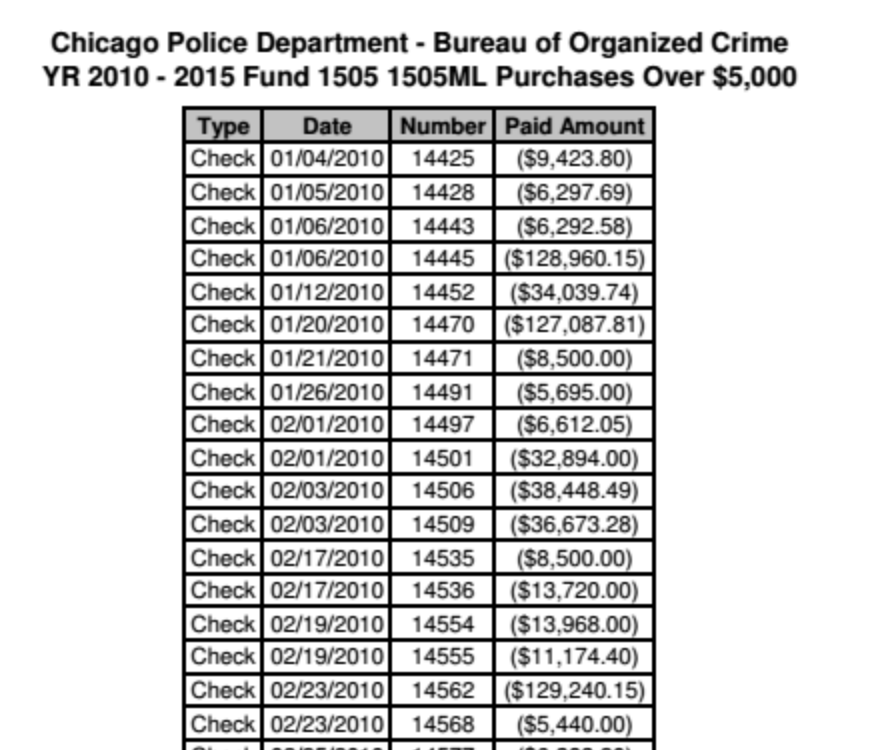 Chicago Police Department - Bureau of Organized Crime
YR 2010 - 2015 Fund 1505 1505ML Purchases Over $5,000
Type Date Number Paid Amount
Check 01/04/2010 14425 ($9,423.80)
Check 01/05/2010 14428 ($6,297.69)
Check 01/06/2010 14443 ($6,292.58)
Check 01/06/2010 14445 ($128,960.15)
Check 01/12/2010 14452 ($34,039.74)
Check 01/20/2010 14470 ($127,087.81)
Check 01/21/2010 14471 ($8,500.00)
Check 01/26/2010 14491 ($5,695.00)
Check 02/01/2010 14497 ($6,612.05)
Check 02/01/2010 14501 ($32,894.00)
Check 02/03/2010 14506 ($38,448.49)
Check 02/03/2010 14509 ($36,673.28)
Check 02/17/2010 14535 ($8,500.00)
Check 02/17/2010 14536 ($13,720.00)
Check 02/19/2010 14554 ($13,968.00)
Check 02/19/2010 14555 ($11,174.40)
Check 02/23/2010 14562 ($129,240.15)
Check 02/23/2010 14568 ($5,440.00)